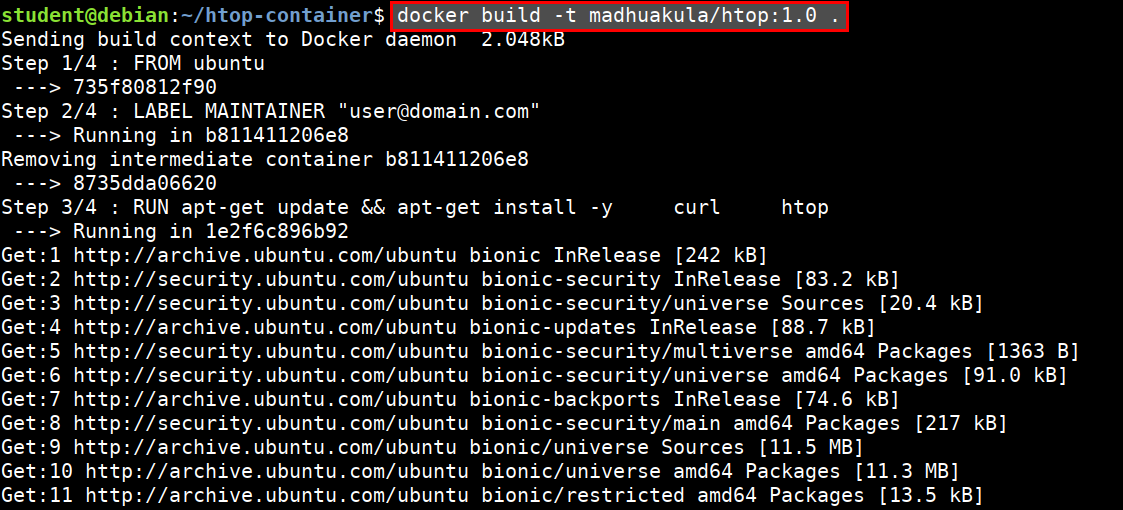 student@debian:~/htop-container$ docker build -t madhuakula/htop:1.0 .
Sending build context to Docker daemon  2.048kB
Step 1/4 : FROM ubuntu
 ---> 735f80812f90
Step 2/4 : LABEL MAINTAINER "user@domain.com"
 ---> Running in b811411206e8
Removing intermediate container b811411206e8
 ---> 8735dda06620
Step 3/4 : RUN apt-get update && apt-get install -y     curl     htop
 ---> Running in 1e2f6c896b92
Get:1 http://archive.ubuntu.com/ubuntu bionic InRelease [242 kB]
Get:2 http://security.ubuntu.com/ubuntu bionic-security InRelease [83.2 kB]
Get:3 http://security.ubuntu.com/ubuntu bionic-security/universe Sources [20.4 kB]
Get:4 http://archive.ubuntu.com/ubuntu bionic-updates InRelease [88.7 kB]
Get:5 http://security.ubuntu.com/ubuntu bionic-security/multiverse amd64 Packages [1363 B]
Get:6 http://security.ubuntu.com/ubuntu bionic-security/universe amd64 Packages [91.0 kB]
Get:7 http://archive.ubuntu.com/ubuntu bionic-backports InRelease [74.6 kB]
Get:8 http://security.ubuntu.com/ubuntu bionic-security/main amd64 Packages [217 kB]
Get:9 http://archive.ubuntu.com/ubuntu bionic/universe Sources [11.5 MB]
Get:10 http://archive.ubuntu.com/ubuntu bionic/universe amd64 Packages [11.3 MB]
Get:11 http://archive.ubuntu.com/ubuntu bionic/restricted amd64 Packages [13.5 kB]